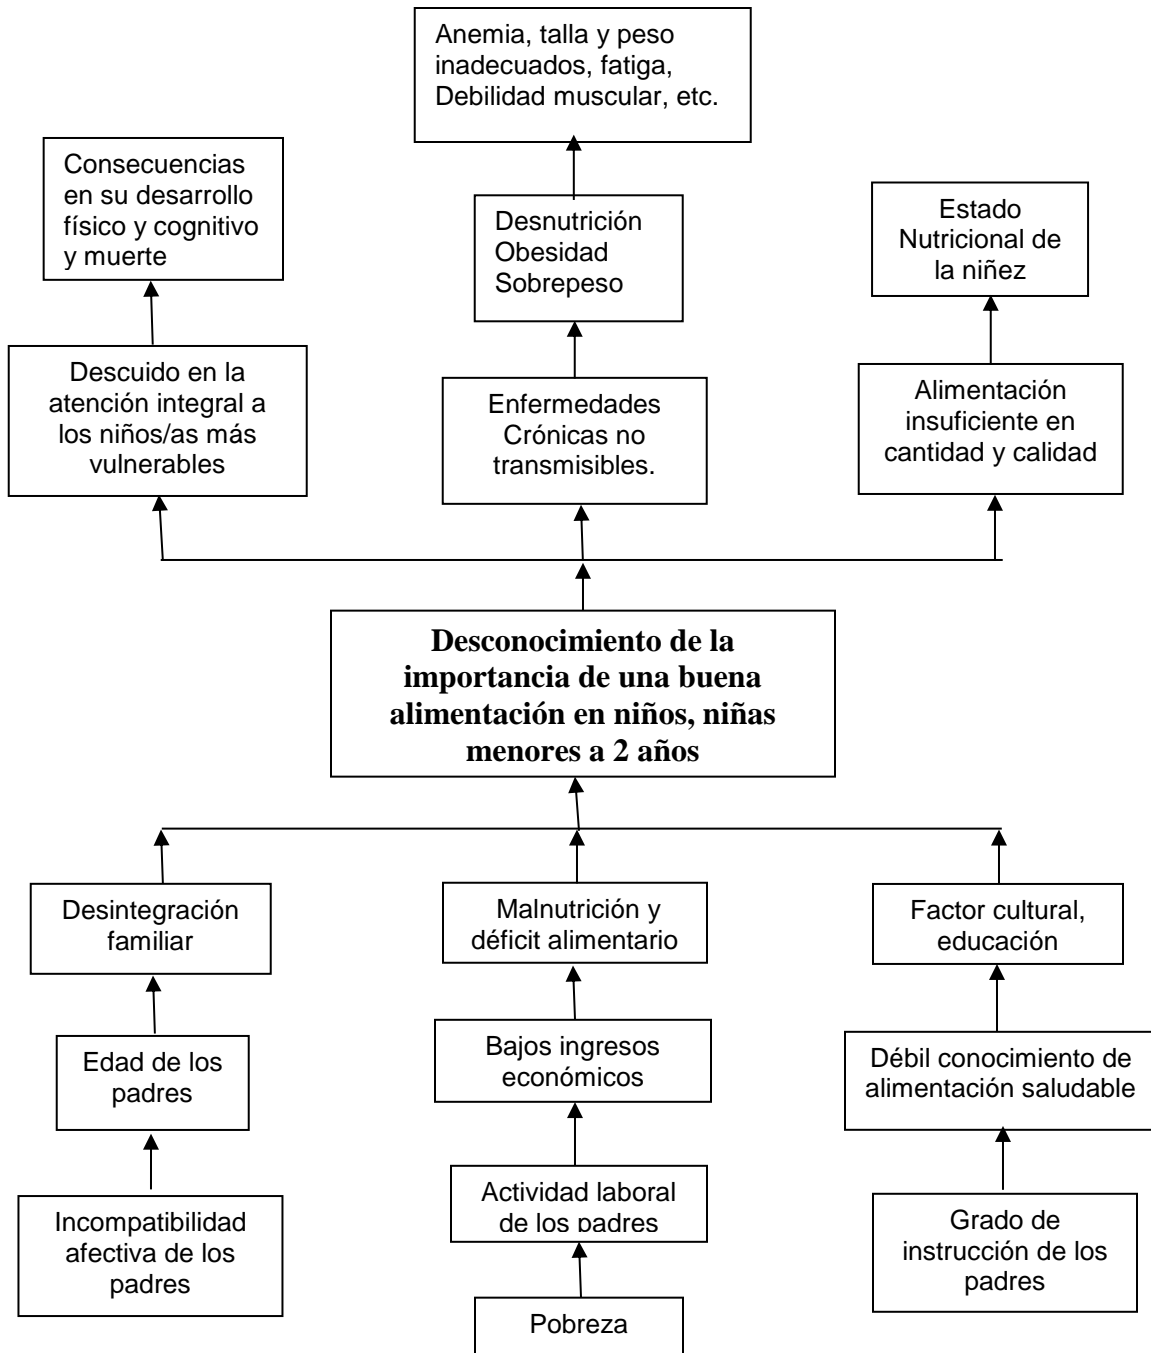 Anemia, talla y peso
inadecuados, fatiga,
Debilidad muscular, etc.
Consecuencias
en su desarrollo
físico y cognitivo
y muerte
Desnutrición
Obesidad
Sobrepeso
Estado
Nutricional de
la niñez
Descuido en la
atención integral a
los niños/as más
vulnerables
Enfermedades
Crónicas no
transmisibles.
Alimentación
insuficiente en
cantidad y calidad
Desconocimiento de la
importancia de una buena
alimentación en niños, niñas
menores a 2 años
Desintegración
familiar
Malnutrición y
déficit alimentario
Factor cultural,
educación
Edad de los
padres
Bajos ingresos
económicos
Débil conocimiento de
alimentación saludable
Incompatibilidad
afectiva de los
padres
Actividad laboral
de los padres
Grado de
instrucción de los
padres
Pobreza